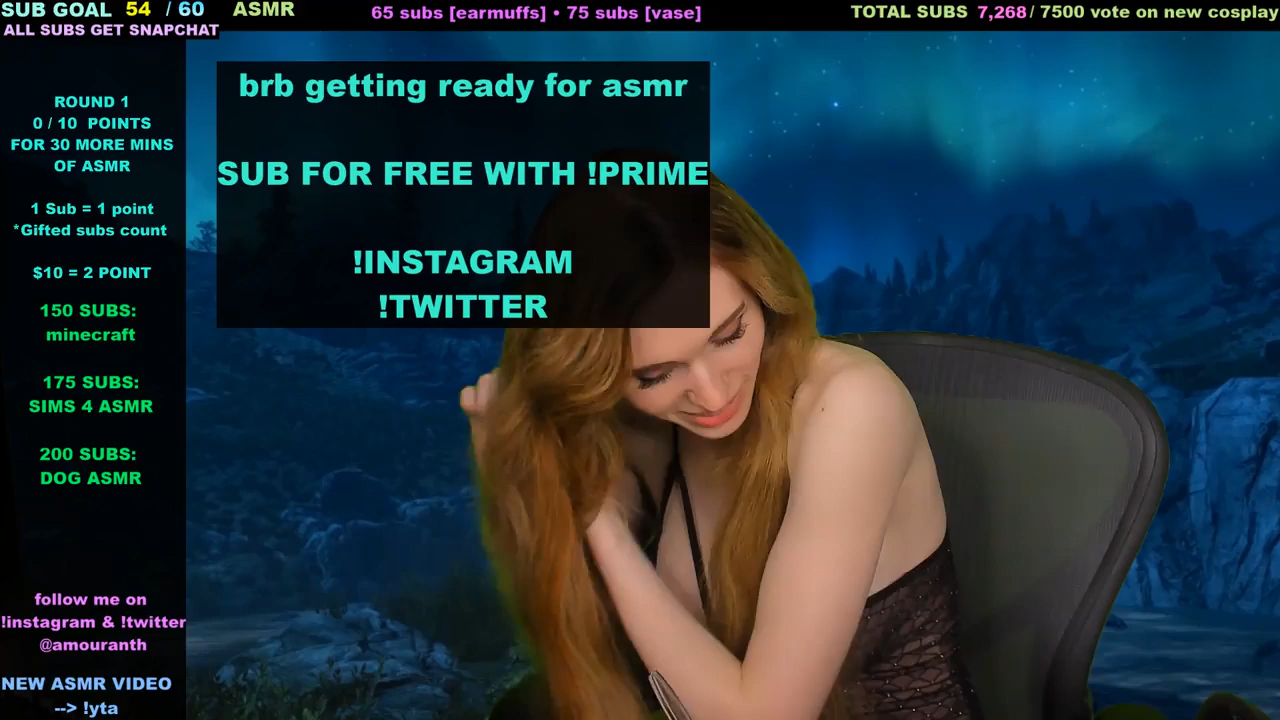 SUB GOAL 54 / 60 ASMR
ALL SUBS GET SNAPCHAT
65 subs [earmuffs] • 75 subs [vase]
TOTAL SUBS 7,268 / 7500 vote on new cosplay
ROUND 1
0 / 10 POINTS
FOR 30 MORE MINS
OF ASMR
1 Sub = 1 point
*Gifted subs count
$10 = 2 POINT
150 SUBS:
minecraft
175 SUBS:
SIMS 4 ASMR
200 SUBS:
DOG ASMR
follow me on
!instagram & !twitter
@amouranth
NEW ASMR VIDEO
--> !yta
brb getting ready for asmr
SUB FOR FREE WITH !PRIME
!INSTAGRAM
!TWITTER